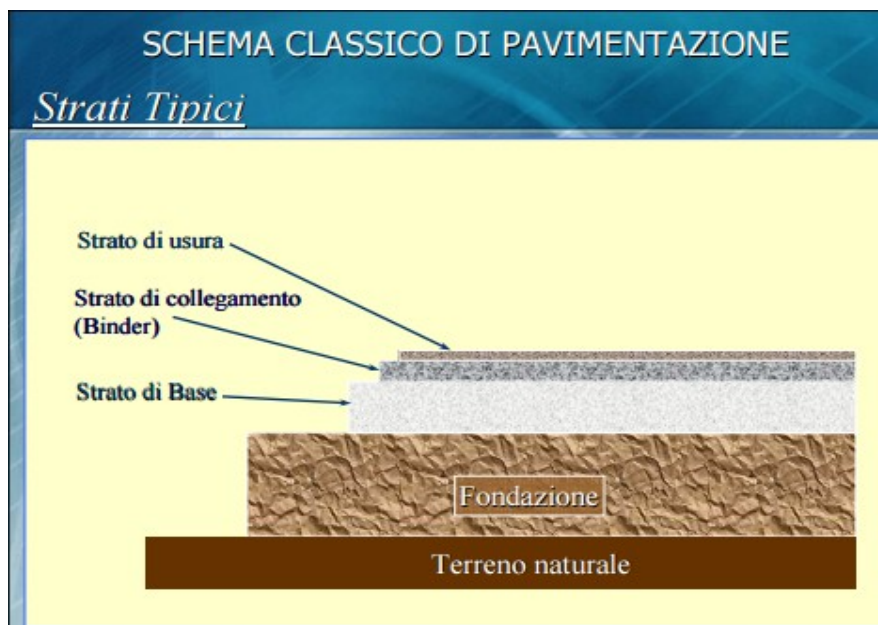 SCHEMA CLASSICO DI PAVIMENTAZIONE
Strati Tipici
Strato di usura
Strato di collegamento
(Binder)
Strato di Base
Fondazione
Terreno naturale